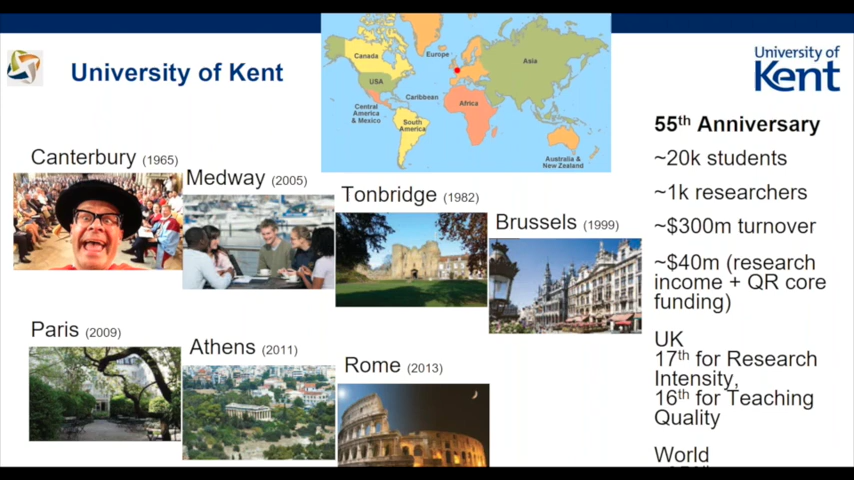 University of Kent
Canada
USA
Central
America
& Mexico
Caribbean
South
America
Europe
Asia
Africa
Australia &
New Zealand
University of
Kent
Canterbury (1965)
Medway (2005)
Tonbridge (1982)
Brussels (1999)
Paris (2009)
Athens (2011)
Rome (2013)
55th Anniversary
~20k students
~1k researchers
~$300m turnover
~$40m (research
income + QR core
funding)
UK
17th for Research
Intensity,
16th for Teaching
Quality
World